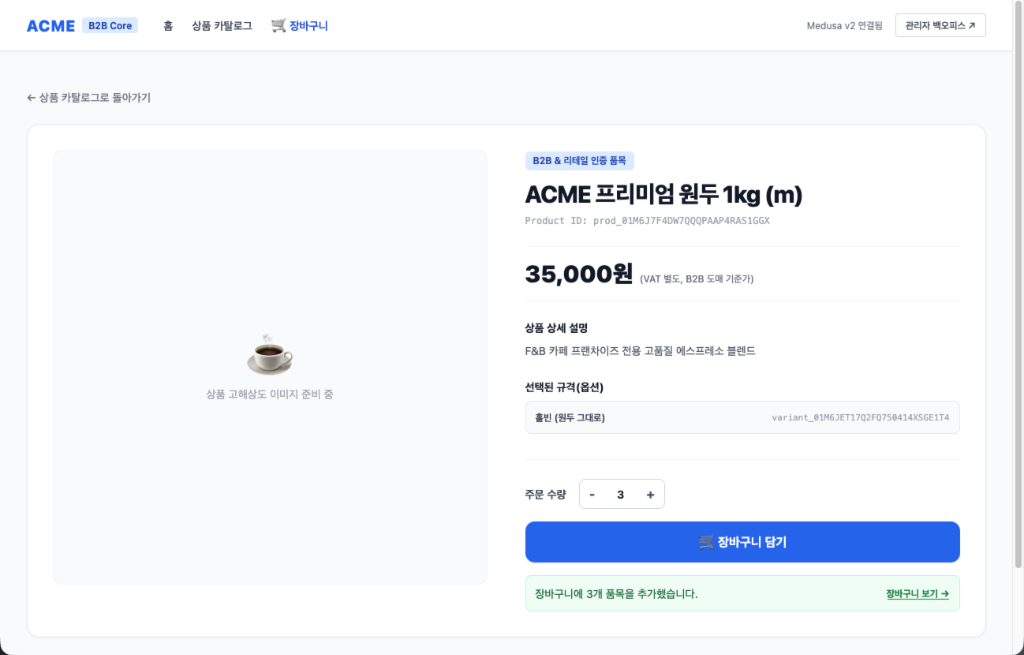 ACME B2B Core 홈 상품 카탈로그 🛒 장바구니 Medusa v2 연결됨 관리자 백오피스 ↗
← 상품 카탈로그로 돌아가기
B2B & 리테일 인증 품목
ACME 프리미엄 원두 1kg (m)
Product ID: prod_01M6J7F4DW7QQQPAAP4RAS1GGX
35,000원 (VAT 별도, B2B 도매 기준가)
상품 상세 설명
F&B 카페 프랜차이즈 전용 고품질 에스프레소 블렌드
선택된 규격(옵션)
홀빈 (원두 그대로) variant_01M6JET17Q2FQ750414XSGE1T4
상품 고해상도 이미지 준비 중
주문 수량 - 3 +
🛒 장바구니 담기
장바구니에 3개 품목을 추가했습니다. 장바구니 보기 →